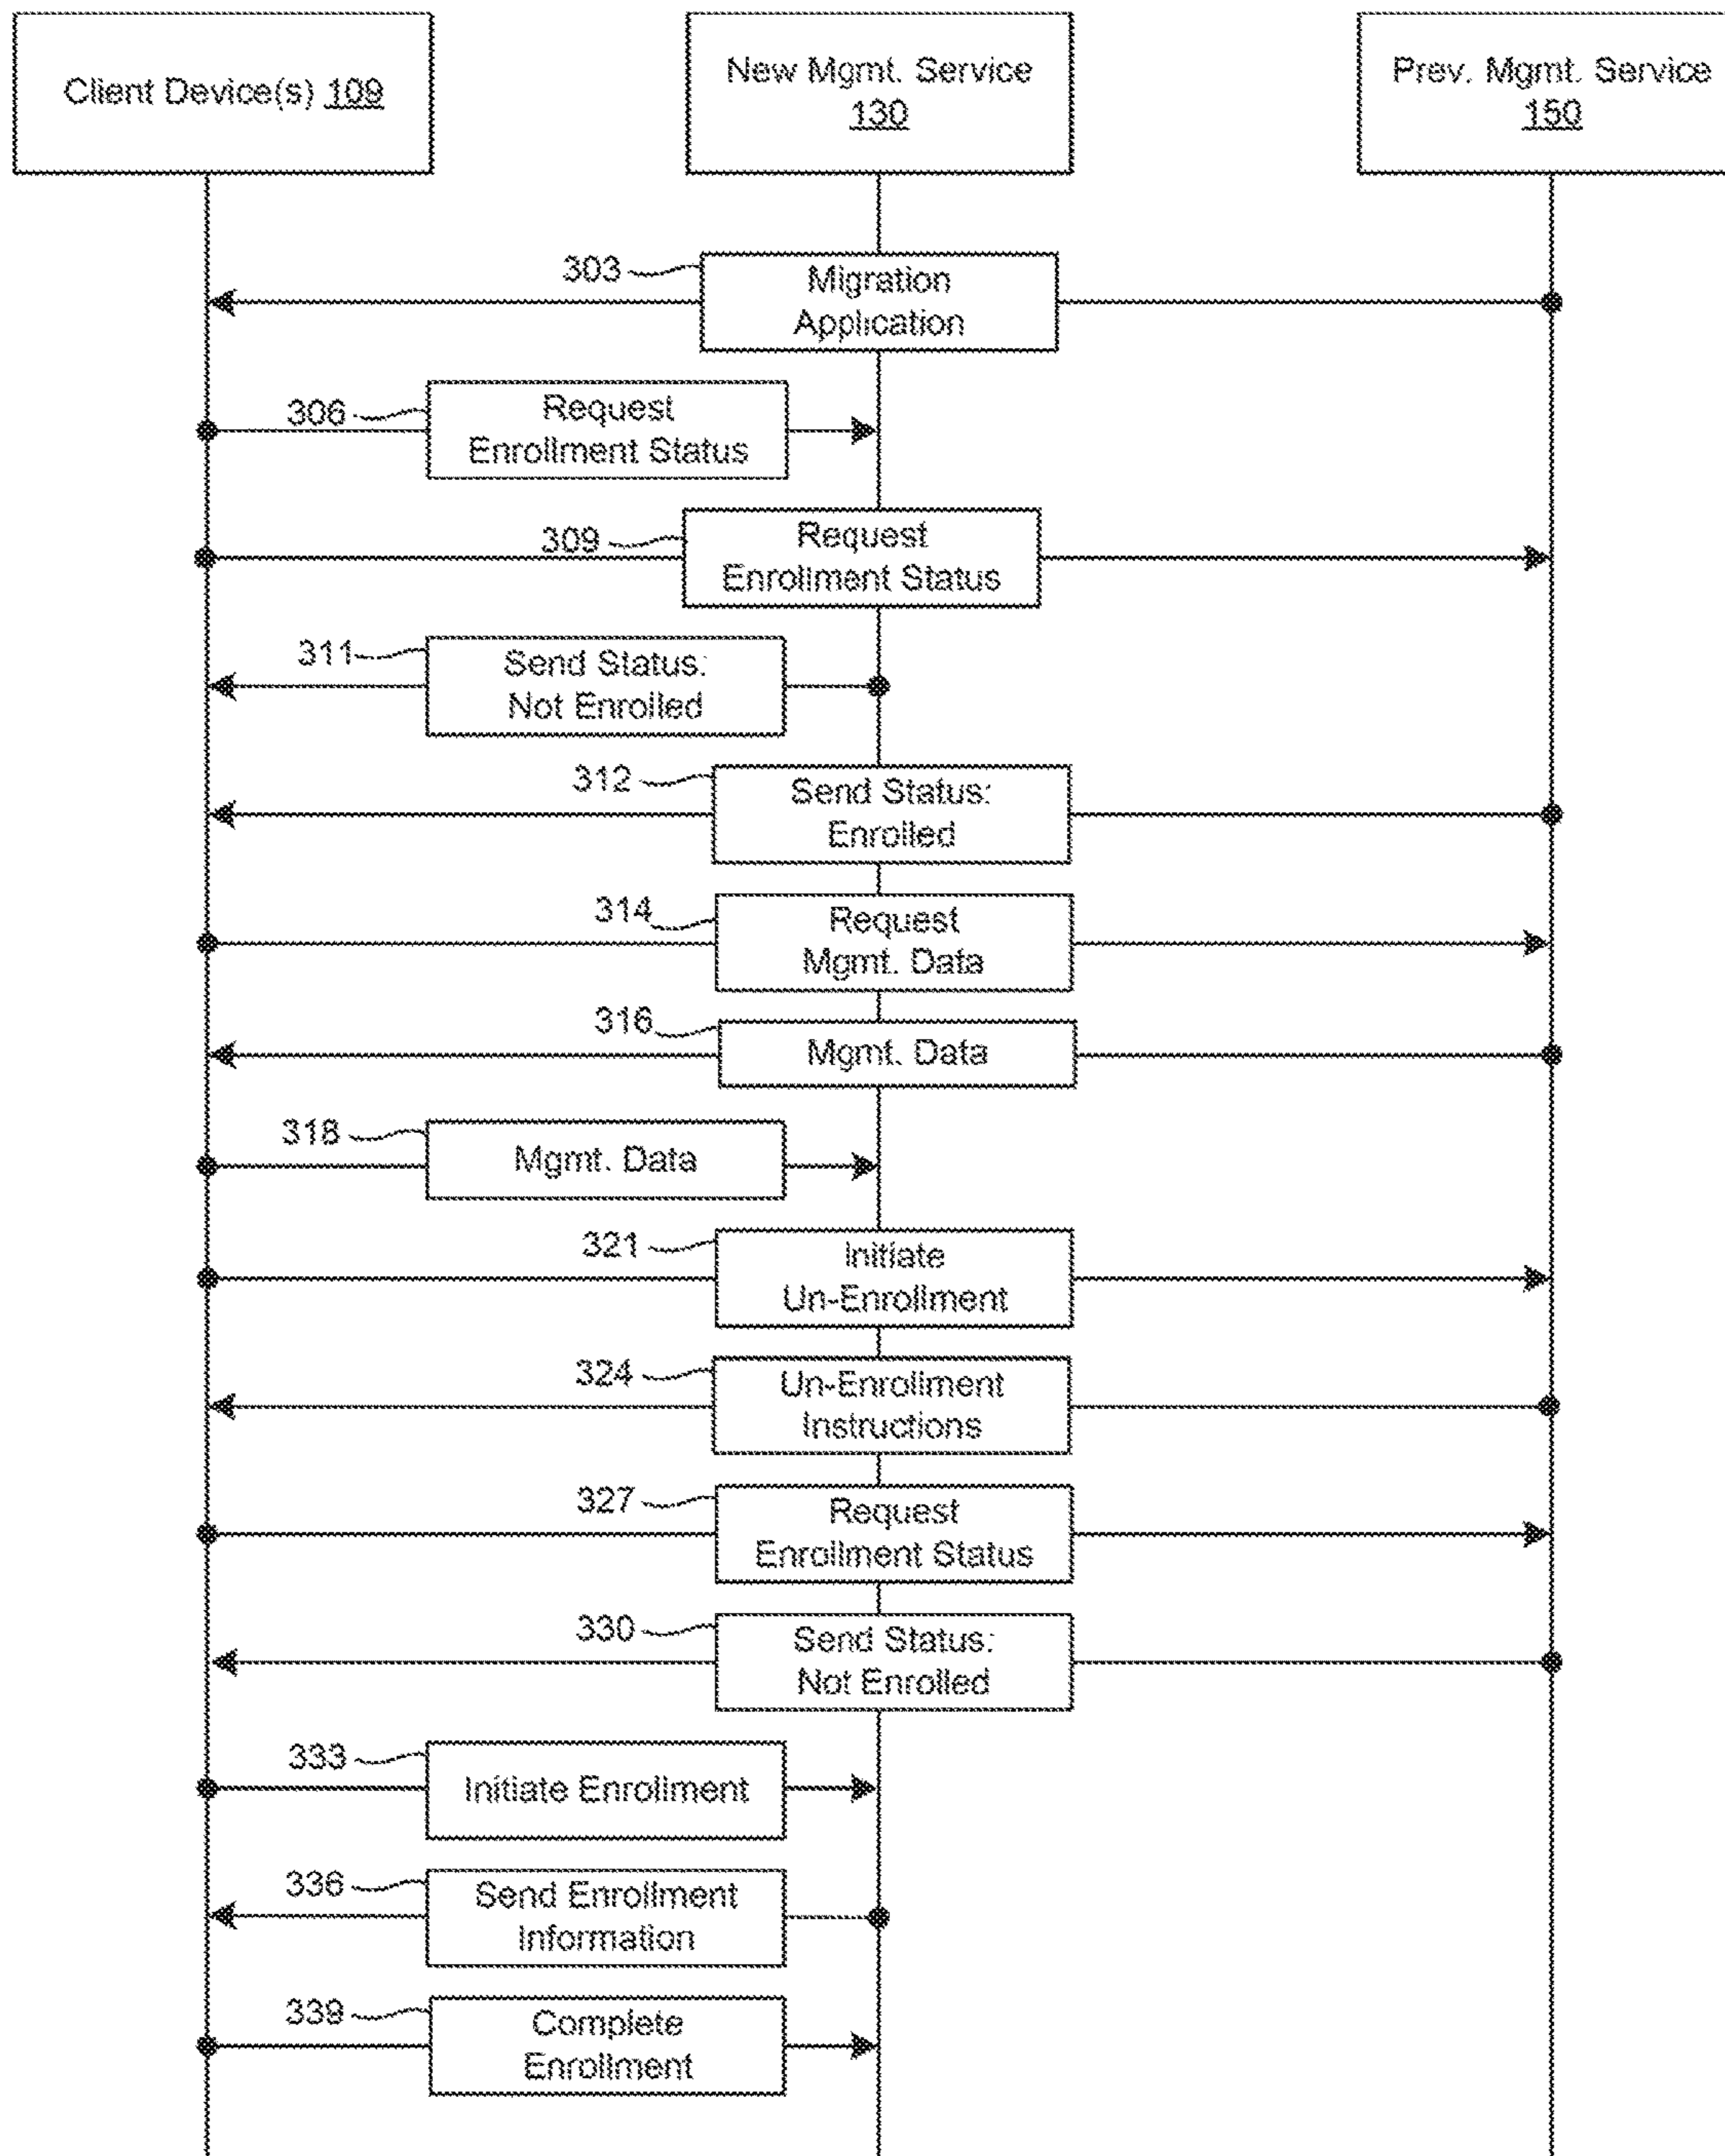 Client Device(s) 109
New Mgmt. Service
130
Prev. Mgmt. Service
150
303
Migration
Application
306
Request
Enrollment Status
309
Request
Enrollment Status
311
Send Status:
Not Enrolled
312
Send Status:
Enrolled
314
Request
Mgmt. Data
316
Mgmt. Data
318
Mgmt. Data
321
Initiate
Un-Enrollment
324
Un-Enrollment
Instructions
327
Request
Enrollment Status
330
Send Status:
Not Enrolled
333
Initiate Enrollment
336
Send Enrollment
Information
339
Complete
Enrollment